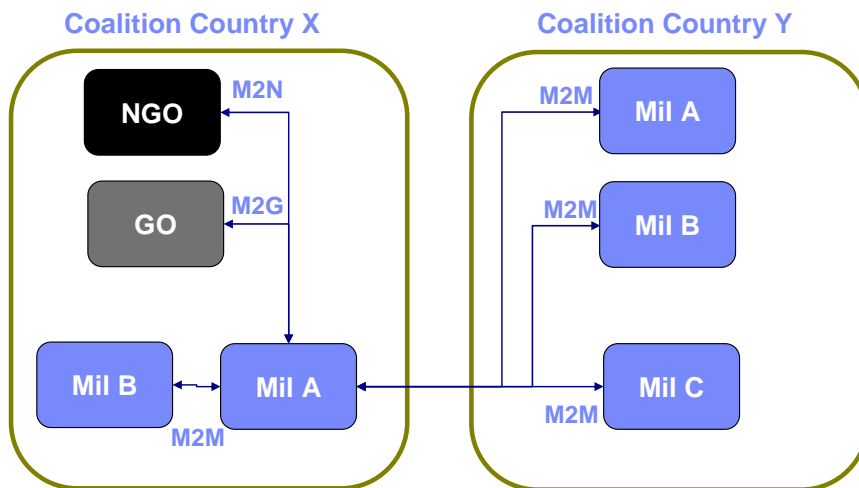 Coalition Country X
Coalition Country Y
M2N
NGO
M2M
Mil A
M2G
GO
M2M
Mil B
Mil B
Mil A
Mil C
M2M
M2M